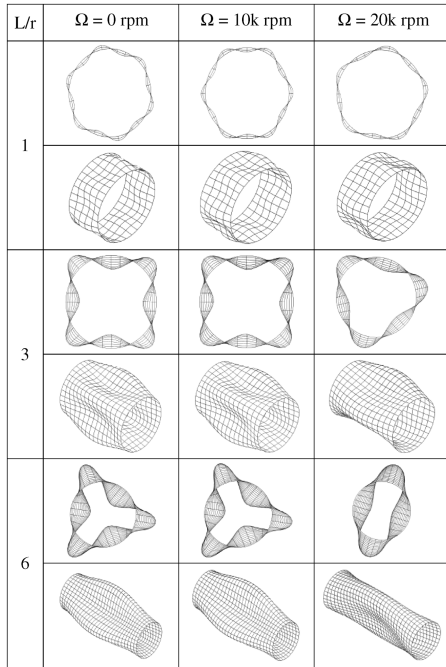 L/r Ω = 0 rpm Ω = 10k rpm Ω = 20k rpm
1
3
6